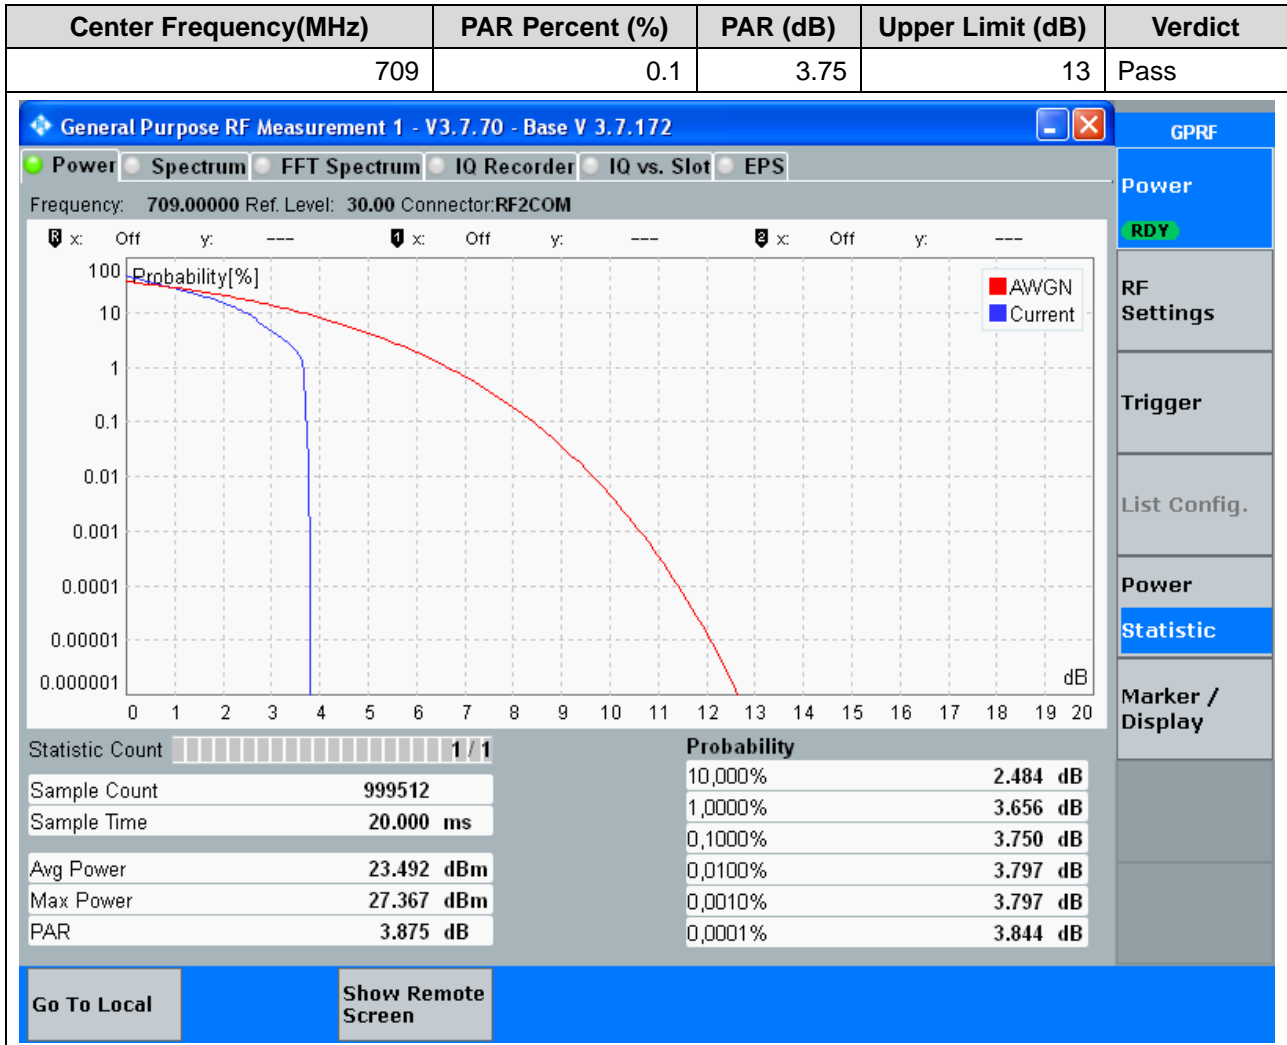 Center Frequency(MHz) PAR Percent (%) PAR (dB) Upper Limit (dB) Verdict
709 0.1 3.75 13 Pass
General Purpose RF Measurement 1 - V3.7.70 - Base V 3.7.172
GPRF
Power Spectrum FFT Spectrum IQ Recorder IQ vs. Slot EPS
Frequency: 709.00000 Ref. Level: 30.00 Connector:RF2COM
R x: Off y: --- 1 x: Off y: --- 2 x: Off y: ---
Probability[%]
100
10
1
0.1
0.01
0.001
0.0001
0.00001
0.000001
AWGN
Current
dB
0 1 2 3 4 5 6 7 8 9 10 11 12 13 14 15 16 17 18 19 20
Statistic Count 1 / 1
Sample Count 999512
Sample Time 20.000 ms
Avg Power 23.492 dBm
Max Power 27.367 dBm
PAR 3.875 dB
Probability
10,000% 2.484 dB
1,0000% 3.656 dB
0,1000% 3.750 dB
0,0100% 3.797 dB
0,0010% 3.797 dB
0,0001% 3.844 dB
Power
RDY
RF
Settings
Trigger
List Config.
Power
Statistic
Marker /
Display
Go To Local
Show Remote
Screen